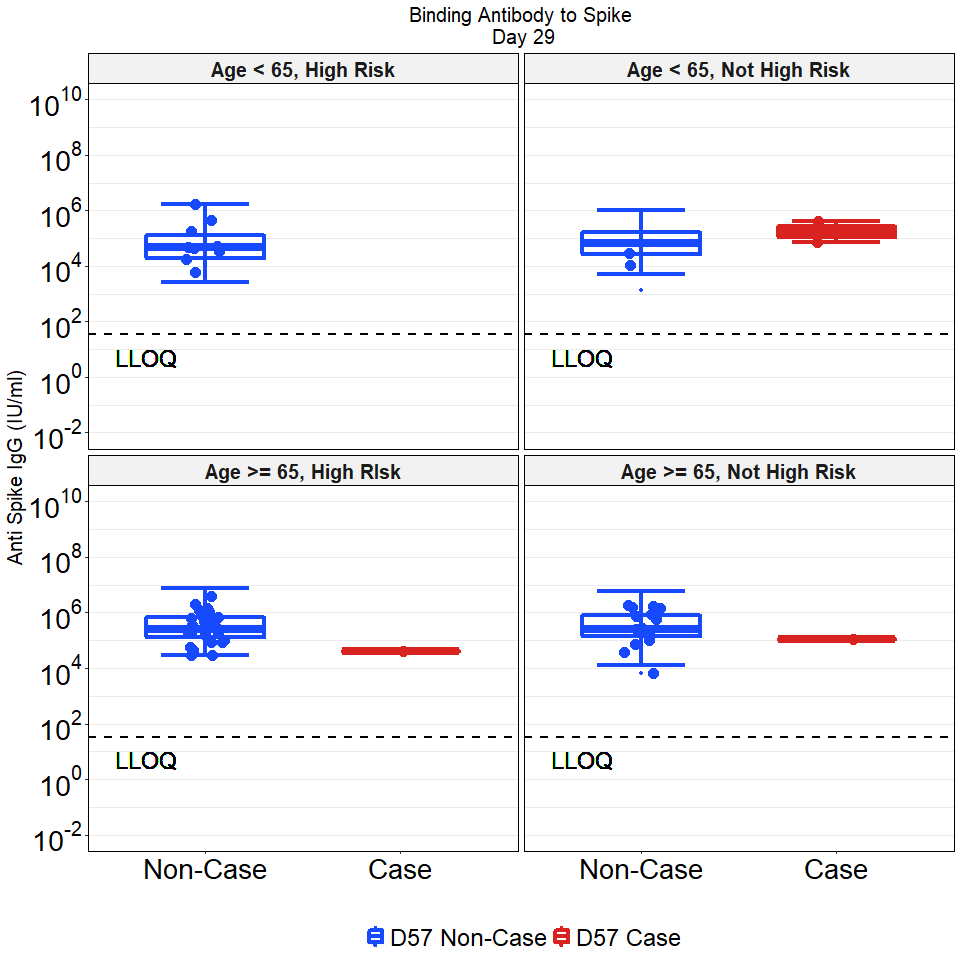 Binding Antibody to Spike
Day 29
Age < 65, High Risk
Age < 65, Not High Risk
10^10
10^8
10^6
10^4
10^2
10^0
10^-2
LLOQ
LLOQ
Anti Spike IgG (IU/ml)
Age >= 65, High RIsk
Age >= 65, Not High Risk
10^10
10^8
10^6
10^4
10^2
10^0
10^-2
LLOQ
LLOQ
Non-Case Case Non-Case Case
D57 Non-Case D57 Case